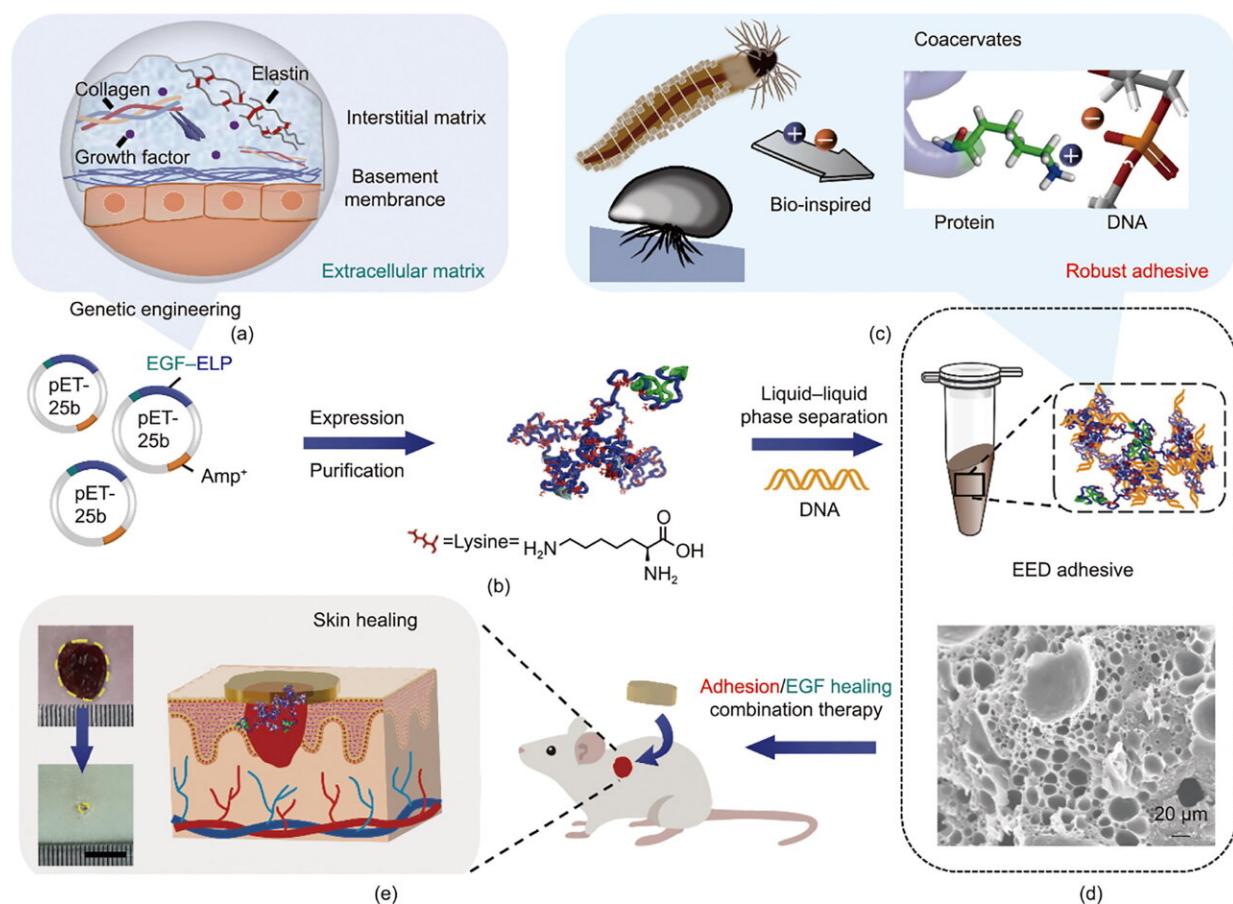 Collagen
Elastin
Growth factor
Interstitial matrix
Basement
membrance
Extracellular matrix
(a)
Coacervates
+
−
Bio-inspired
−
+
Protein
DNA
Robust adhesive
(c)
Genetic engineering
EGF–ELP
pET-
25b
pET-
25b
pET-
25b
Amp⁺
Expression
Purification
=Lysine=
H₂N
O
OH
NH₂
(b)
Liquid–liquid
phase separation
DNA
EED adhesive
20 μm
(d)
Adhesion/EGF healing
combination therapy
Skin healing
(e)